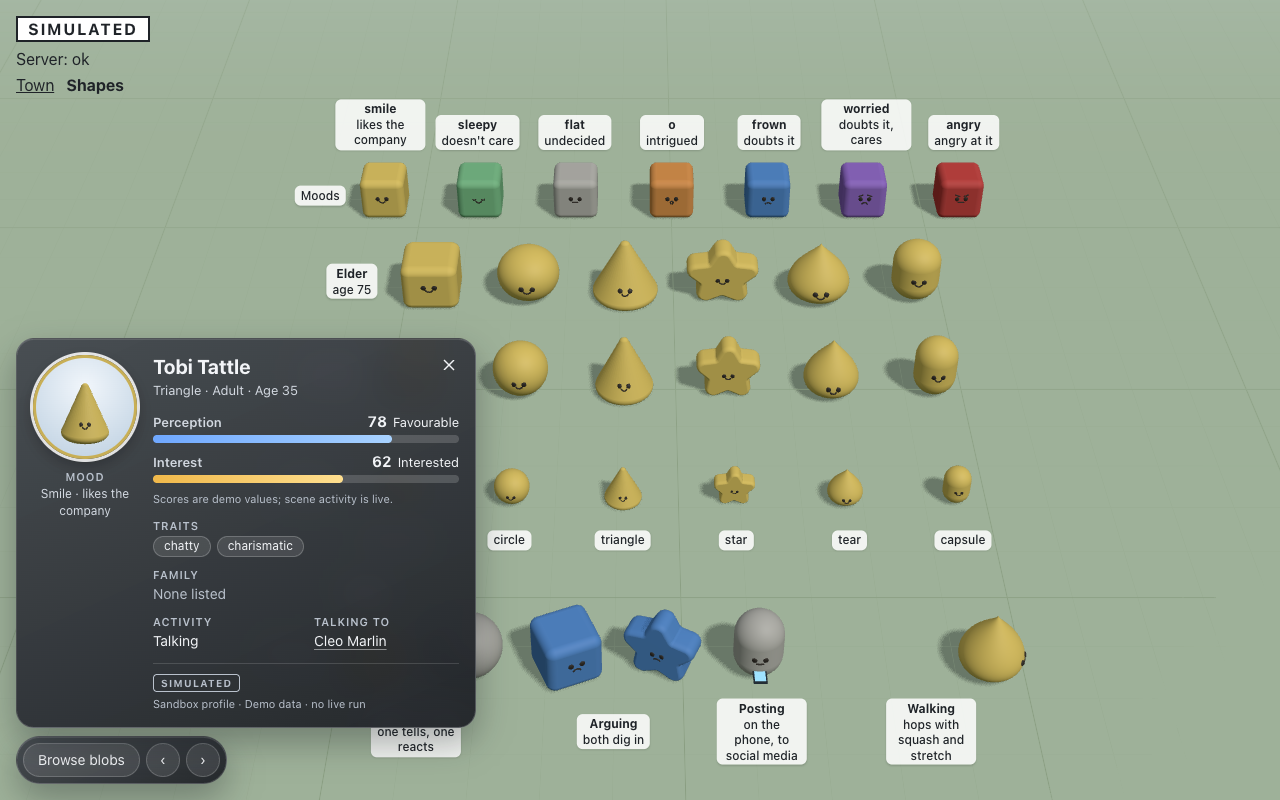 SIMULATED
Server: ok
Town Shapes
smile
likes the
company
sleepy
doesn't care
flat
undecided
o
intrigued
frown
doubts it
worried
doubts it,
cares
angry
angry at it
Moods
Elder
age 75
Tobi Tattle
Triangle · Adult · Age 35
Perception 78 Favourable
Interest 62 Interested
Scores are demo values; scene activity is live.
MOOD
Smile · likes the
company
TRAITS
chatty charismatic
FAMILY
None listed
ACTIVITY
Talking
TALKING TO
Cleo Marlin
SIMULATED
Sandbox profile · Demo data · no live run
circle
triangle
star
tear
capsule
one tells, one
reacts
Arguing
both dig in
Posting
on the
phone, to
social media
Walking
hops with
squash and
stretch
Browse blobs ‹ ›